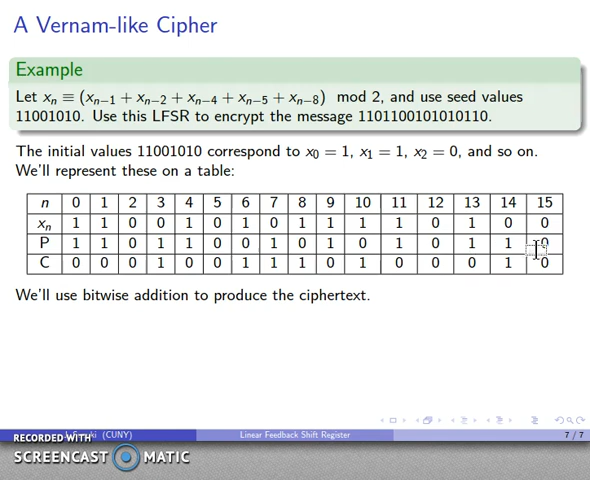 A Vernam-like Cipher
Example
Let xₙ ≡ (xₙ₋₁ + xₙ₋₂ + xₙ₋₄ + xₙ₋₅ + xₙ₋₈) mod 2, and use seed values
11001010. Use this LFSR to encrypt the message 1101100101010110.
The initial values 11001010 correspond to x₀ = 1, x₁ = 1, x₂ = 0, and so on.
We'll represent these on a table:
n 0 1 2 3 4 5 6 7 8 9 10 11 12 13 14 15
xₙ 1 1 0 0 1 0 1 0 1 1 1 1 0 1 0 0
P 1 1 0 1 1 0 0 1 0 1 0 1 0 1 1 0
C 0 0 0 1 0 0 1 1 1 0 1 0 0 0 1 0
We'll use bitwise addition to produce the ciphertext.
(CUNY) Linear Feedback Shift Register 7 / 7
RECORDED WITH
SCREENCAST MATIC